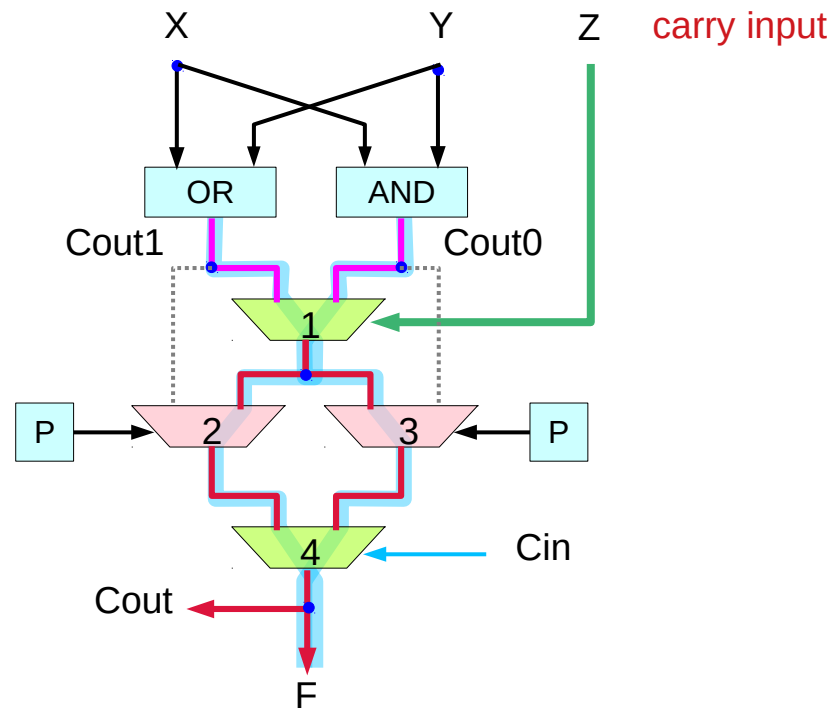 X Y Z carry input
OR AND
Cout1 Cout0
1
P 2 3 P
4 Cin
Cout
F